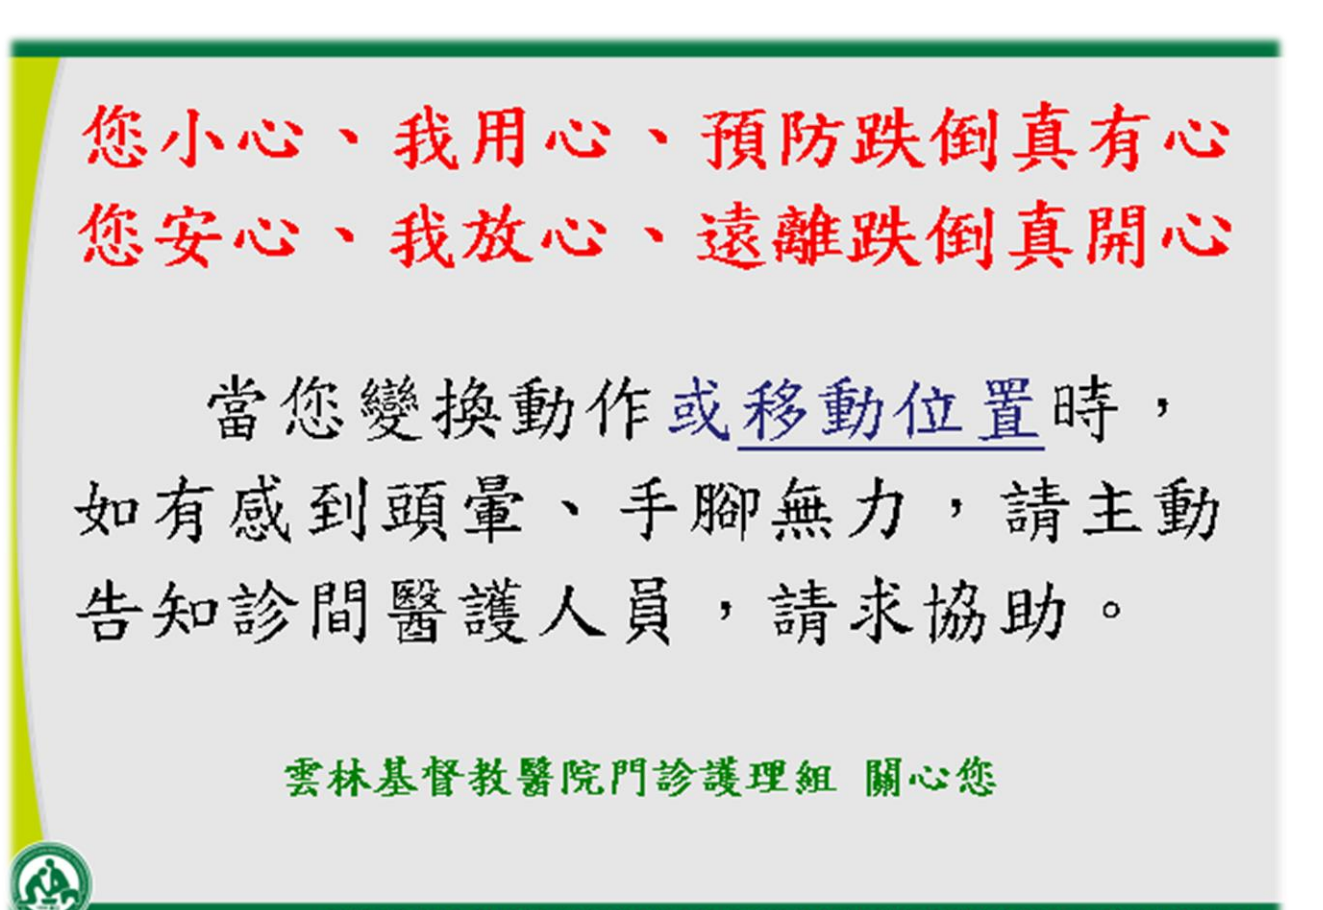 您小心、我用心、預防跌倒真有心
您安心、我放心、遠離跌倒真開心
當您變換動作或移動位置時，
如有感到頭暈、手腳無力，請主動
告知診間醫護人員，請求協助。
雲林基督教醫院門診護理組 關心您